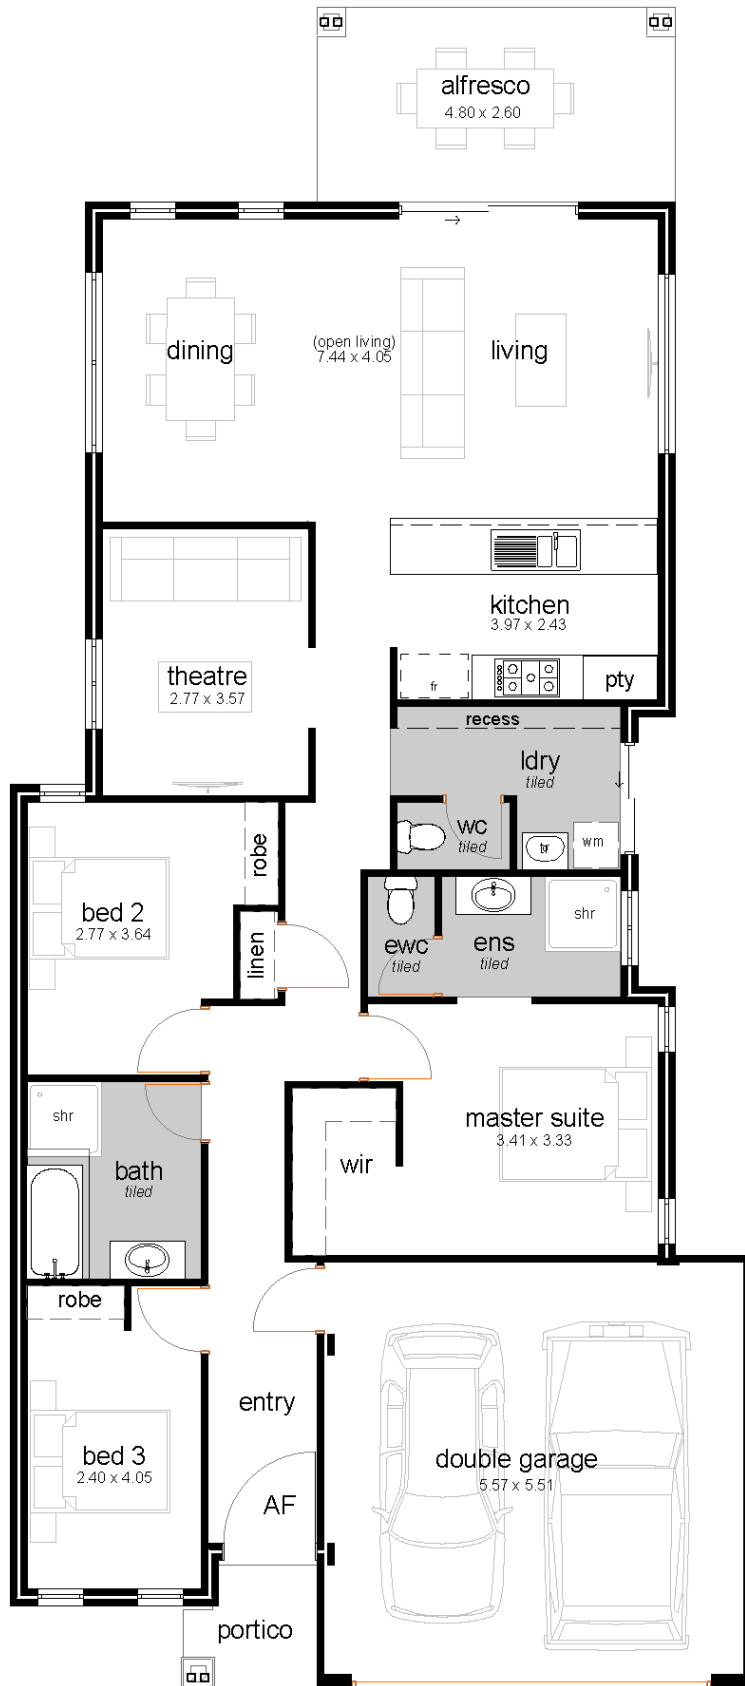 alfresco
4.80 x 2.60
dining
(open living)
7.44 x 4.05
living
kitchen
3.97 x 2.43
theatre
2.77 x 3.57
fr
pty
recess
ldry
tiled
wc
tiled
wm
robe
bed 2
2.77 x 3.64
linen
ewc
tiled
ens
tiled
shr
shr
bath
tiled
master suite
3.41 x 3.33
wir
robe
entry
bed 3
2.40 x 4.05
double garage
5.57 x 5.51
AF
portico